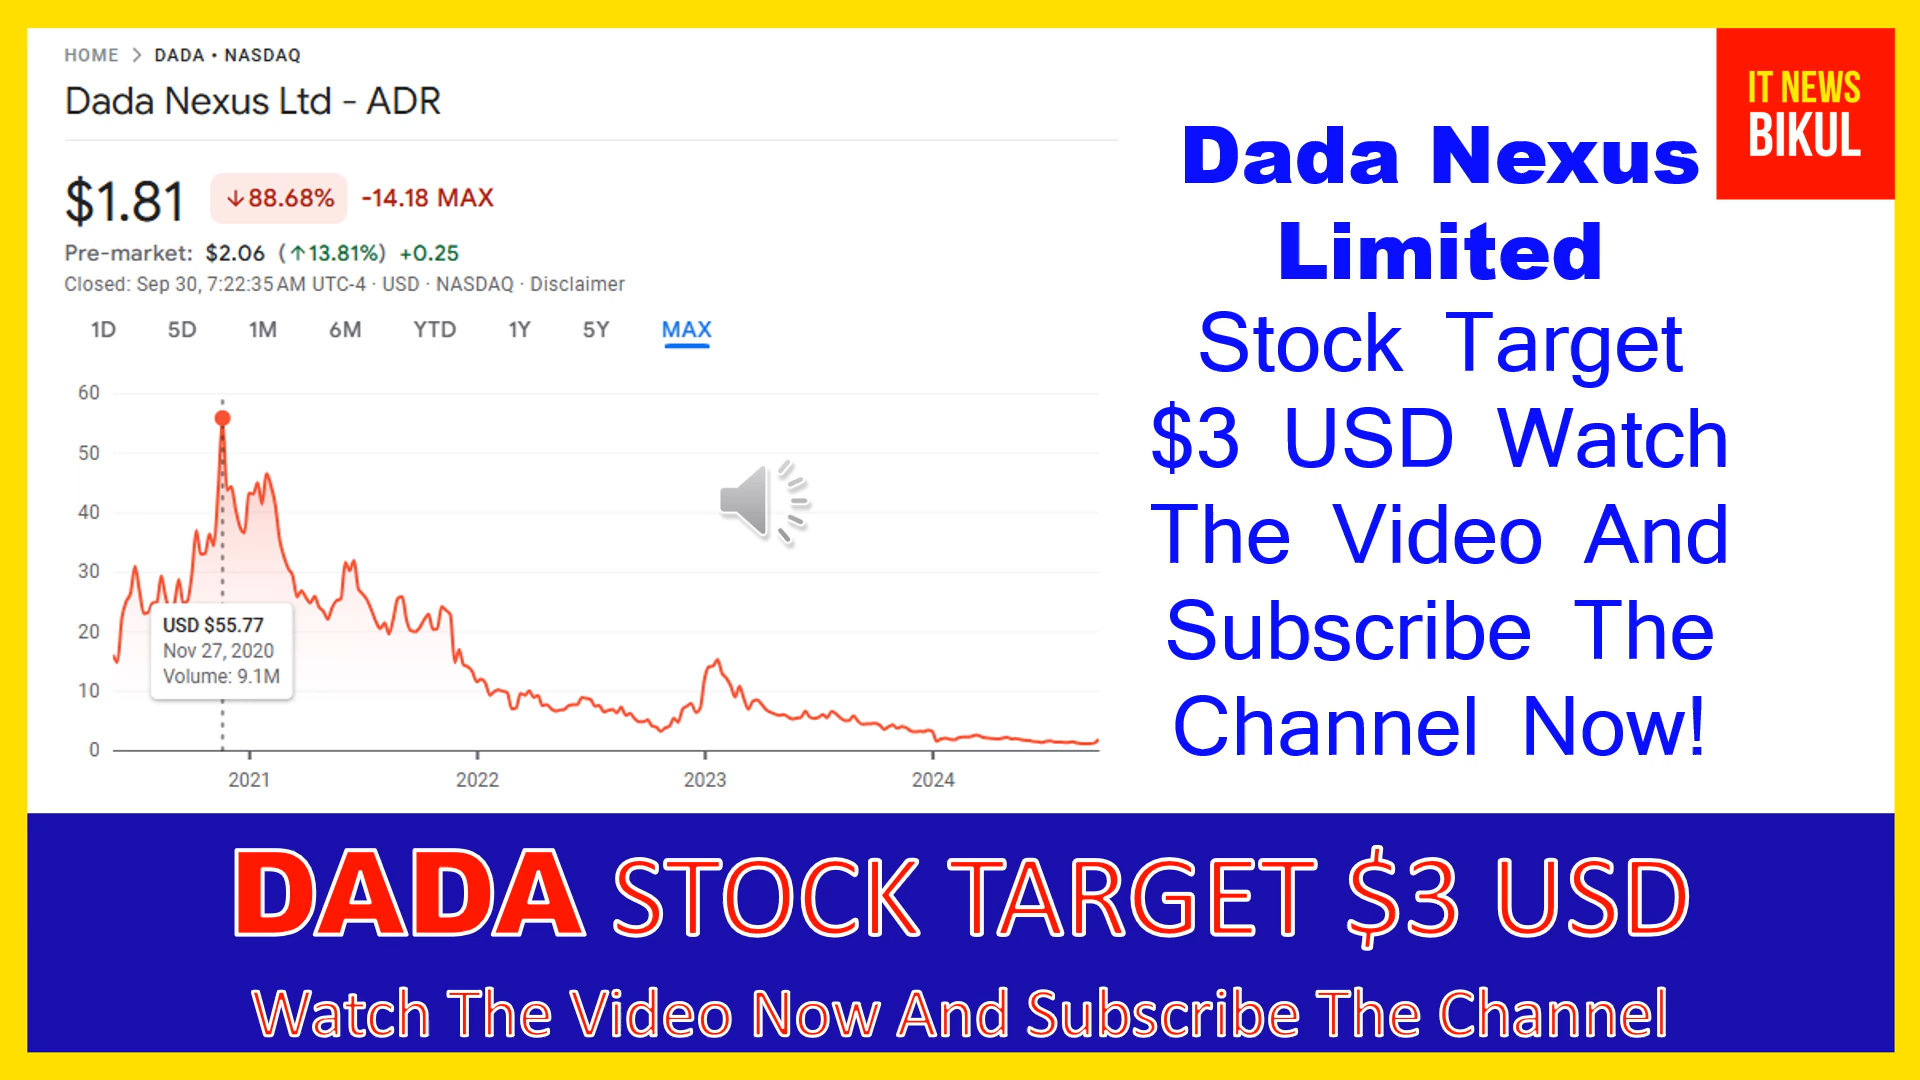 HOME > DADA • NASDAQ
Dada Nexus Ltd - ADR
$1.81 ↓88.68% -14.18 MAX
Pre-market: $2.06 (↑13.81%) +0.25
Closed: Sep 30, 7:22:35 AM UTC-4 · USD · NASDAQ · Disclaimer
1D 5D 1M 6M YTD 1Y 5Y MAX
60
50
40
30
20
10
0
USD $55.77
Nov 27, 2020
Volume: 9.1M
2021 2022 2023 2024
IT NEWS
BIKUL
Dada Nexus
Limited
Stock Target
$3 USD Watch
The Video And
Subscribe The
Channel Now!
DADA STOCK TARGET $3 USD
Watch The Video Now And Subscribe The Channel